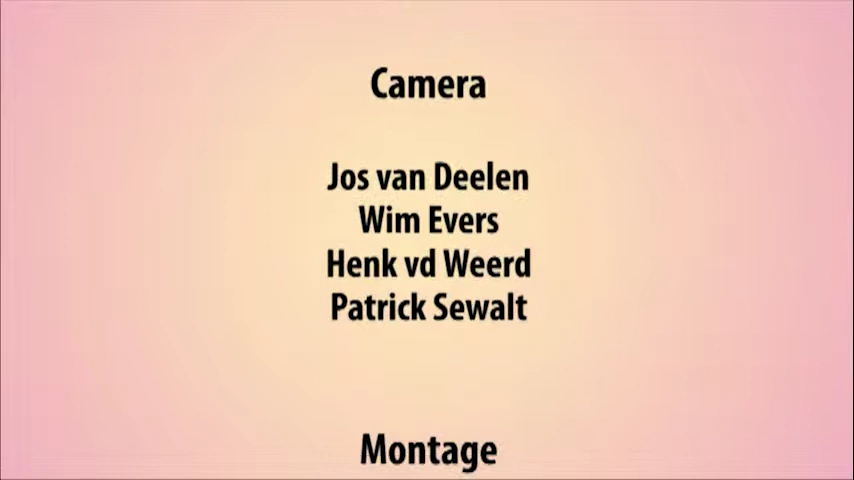 Camera
Jos van Deelen
Wim Evers
Henk vd Weerd
Patrick Sewalt
Montage